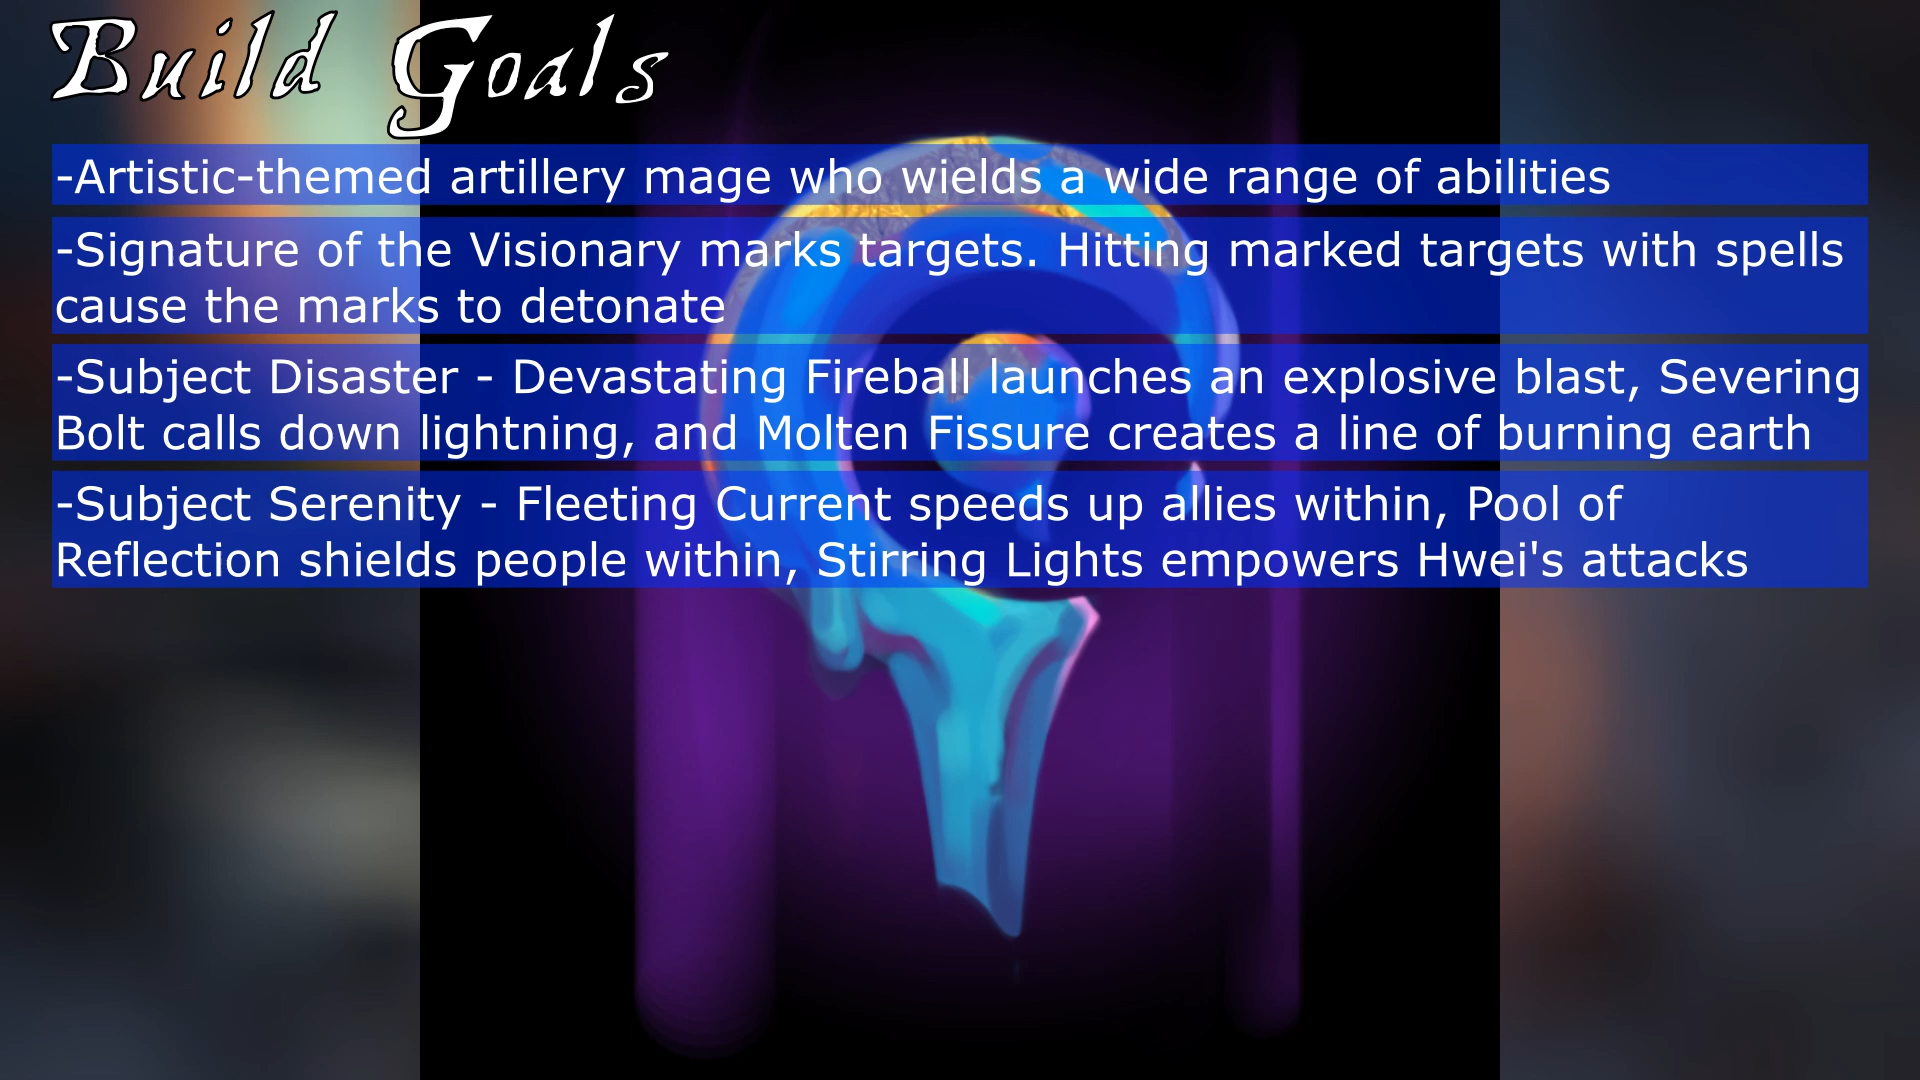 Build Goals
-Artistic-themed artillery mage who wields a wide range of abilities
-Signature of the Visionary marks targets. Hitting marked targets with spells
cause the marks to detonate
-Subject Disaster - Devastating Fireball launches an explosive blast, Severing
Bolt calls down lightning, and Molten Fissure creates a line of burning earth
-Subject Serenity - Fleeting Current speeds up allies within, Pool of
Reflection shields people within, Stirring Lights empowers Hwei's attacks